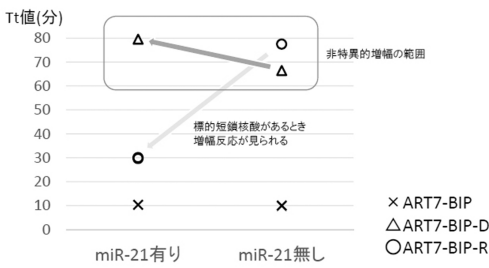 Tt値(分)
80
70
60
50
40
30
20
10
0
非特異的増幅の範囲
標的短鎖核酸があるとき
増幅反応が見られる
miR-21有り
miR-21無し
×ART7-BIP
△ART7-BIP-D
○ART7-BIP-R